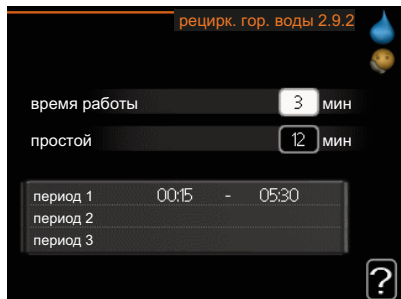 рецирк. гор. воды 2.9.2
время работы 3 мин
простой 12 мин
период 1 00:15 - 05:30
период 2
период 3
?